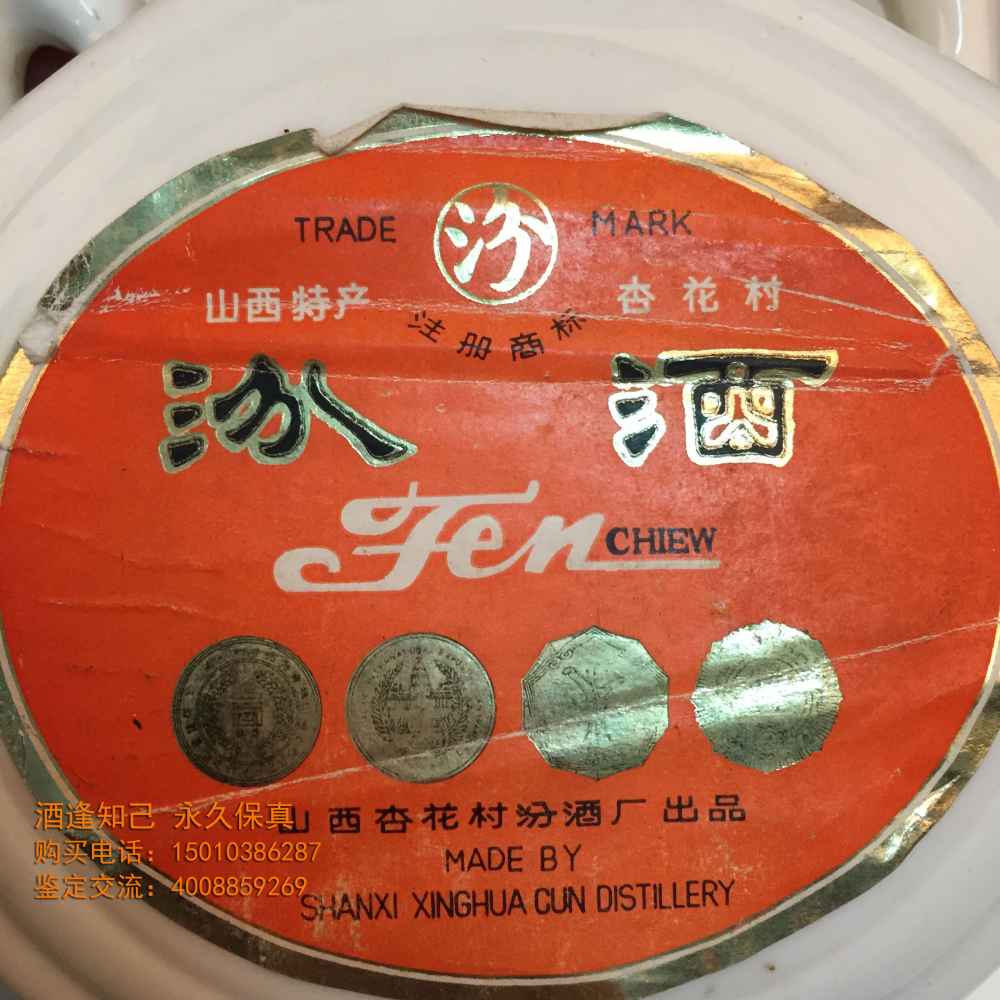 TRADE 汾 MARK
山西特产 杏花村
注册商标
汾酒
Fen CHIEW
山西杏花村汾酒厂出品
MADE BY
SHANXI XINGHUA CUN DISTILLERY
酒逢知己 永久保真
购买电话：15010386287
鉴定交流：4008859269